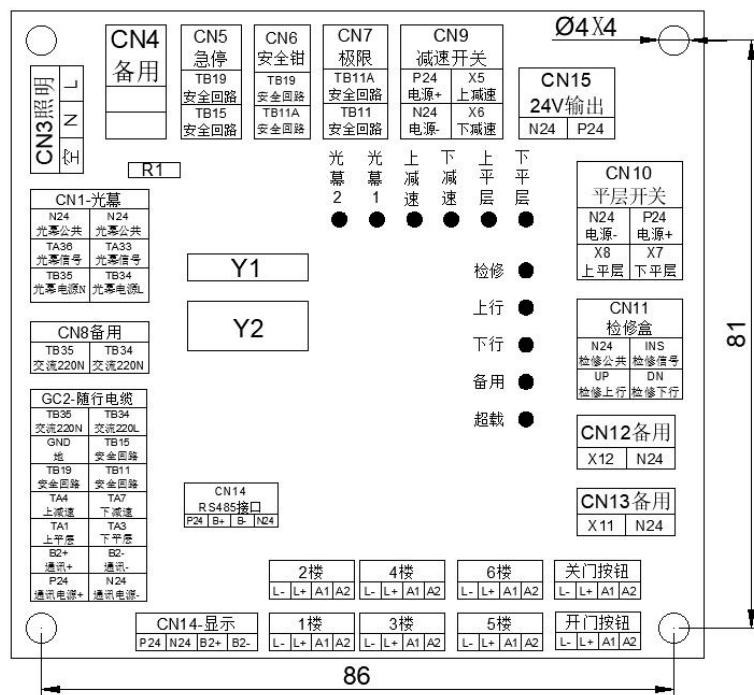 CN4
备用
CN5
急停
TB19
安全回路
TB15
安全回路
CN6
安全钳
TB19
安全回路
TB11A
安全回路
CN7
极限
TB11A
安全回路
TB11
安全回路
CN9
减速开关
P24 X5
电源+ 上减速
N24 X6
电源- 下减速
Ø4X4
CN15
24V输出
N24 P24
CN3照明
空 N L
R1
光幕2 光幕1 上减速 下减速 上平层 下平层
CN1-光幕
N24 N24
光幕公共 光幕公共
TA36 TA33
光幕信号 光幕信号
TB35 TB34
光幕电源N 光幕电源L
CN10
平层开关
N24 P24
电源- 电源+
X8 X7
上平层 下平层
Y1
Y2
检修
上行
下行
备用
超载
CN11
检修盒
N24 INS
检修公共 检修信号
UP DN
检修上行 检修下行
81
CN8备用
TB35 TB34
交流220N 交流220N
GC2-随行电缆
TB35 TB34
交流220N 交流220L
GND TB15
地 安全回路
TB19 TB11
安全回路 安全回路
TA4 TA7
上减速 下减速
TA1 TA3
上平层 下平层
B2+ B2-
通讯+ 通讯-
P24 N24
通讯电源+ 通讯电源-
CN12备用
X12 N24
CN13备用
X11 N24
CN14
RS485接口
P24 B+ B- N24
2楼
L- L+ A1 A2
4楼
L- L+ A1 A2
6楼
L- L+ A1 A2
关门按钮
L- L+ A1 A2
CN14-显示
P24 N24 B2+ B2-
1楼
L- L+ A1 A2
3楼
L- L+ A1 A2
5楼
L- L+ A1 A2
开门按钮
L- L+ A1 A2
86